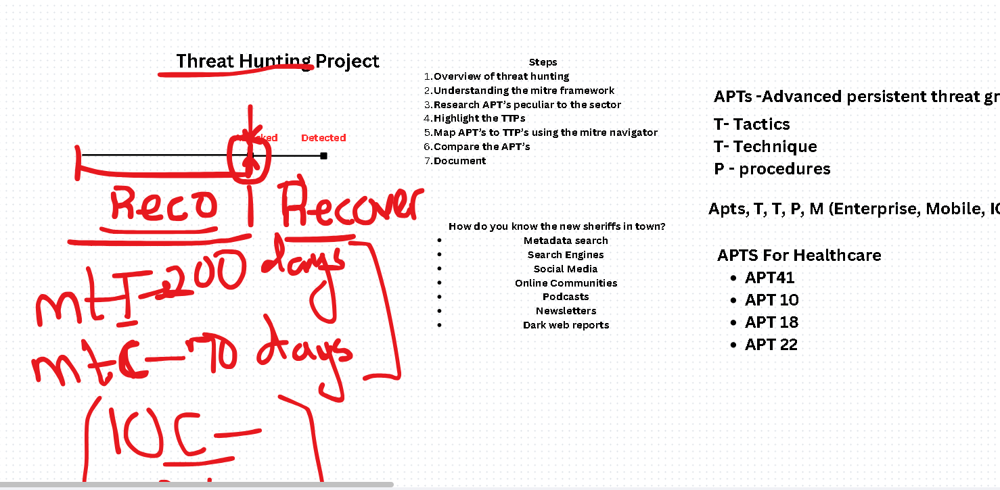 Threat Hunting Project
Detected
Reco
Recover
mtI 200 days
mtC — 70 days
IOC —
Steps
1. Overview of threat hunting
2. Understanding the mitre framework
3. Research APT's peculiar to the sector
4. Highlight the TTPs
5. Map APT's to TTP's using the mitre navigator
6. Compare the APT's
7. Document
How do you know the new sheriffs in town?
• Metadata search
• Search Engines
• Social Media
• Online Communities
• Podcasts
• Newsletters
• Dark web reports
APTs -Advanced persistent threat gr
T- Tactics
T- Technique
P - procedures
Apts, T, T, P, M (Enterprise, Mobile, IC
APTS For Healthcare
• APT41
• APT 10
• APT 18
• APT 22